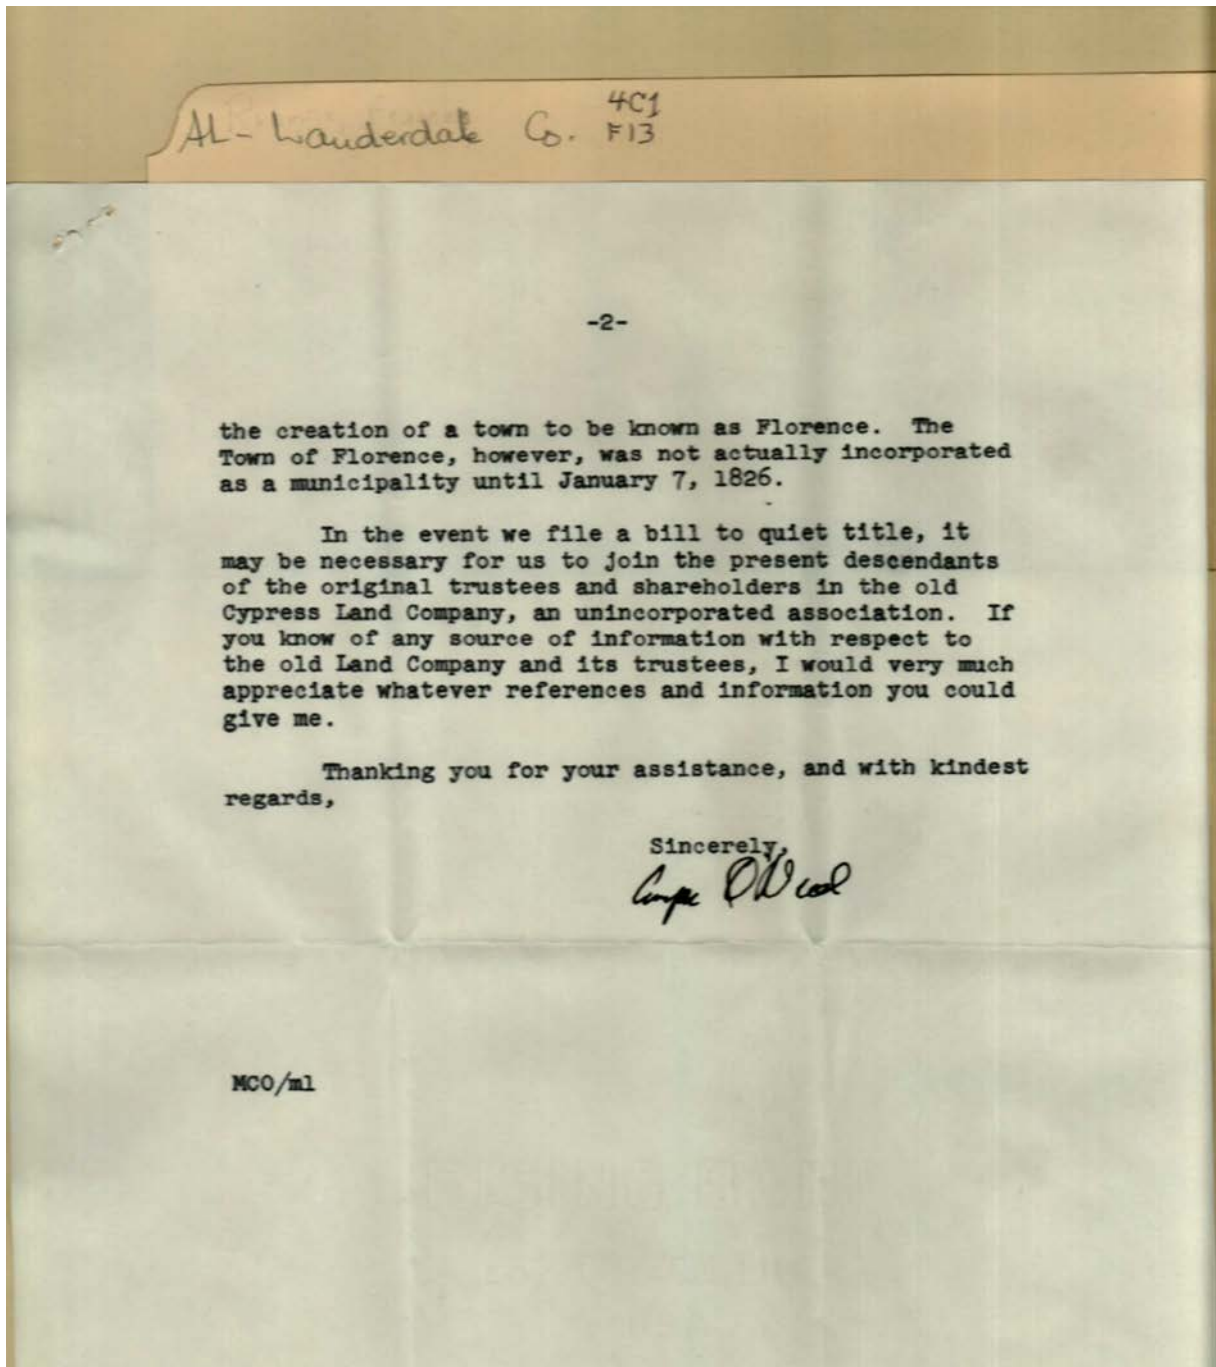 AL - Lauderdale Co. 4C1
F13
-2-
the creation of a town to be known as Florence. The
Town of Florence, however, was not actually incorporated
as a municipality until January 7, 1826.
In the event we file a bill to quiet title, it
may be necessary for us to join the present descendants
of the original trustees and shareholders in the old
Cypress Land Company, an unincorporated association. If
you know of any source of information with respect to
the old Land Company and its trustees, I would very much
appreciate whatever references and information you could
give me.
Thanking you for your assistance, and with kindest
regards,
Sincerely,
MCO/ml